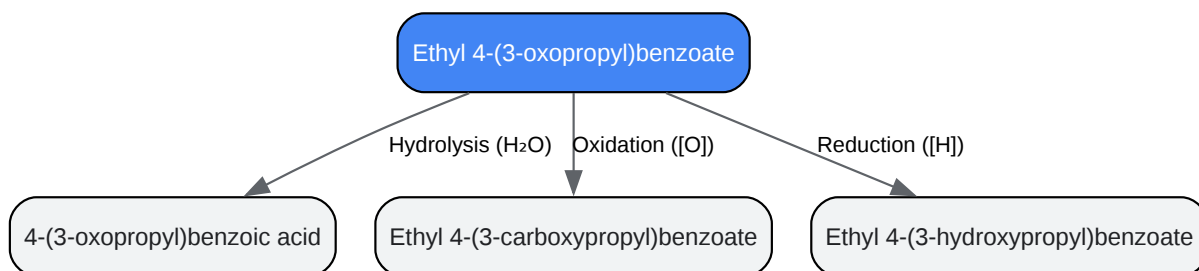 Ethyl 4-(3-oxopropyl)benzoate
Hydrolysis (H₂O)
Oxidation ([O])
Reduction ([H])
4-(3-oxopropyl)benzoic acid
Ethyl 4-(3-carboxypropyl)benzoate
Ethyl 4-(3-hydroxypropyl)benzoate